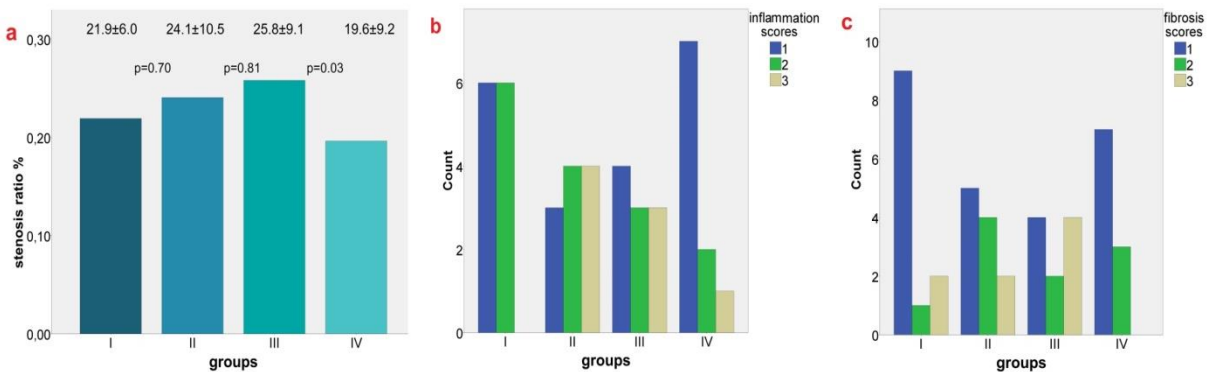 a
21.9±6.0 24.1±10.5 25.8±9.1 19.6±9.2
p=0.70 p=0.81 p=0.03
0,30
0,20
0,10
0,00
stenosis ratio %
I II III IV
groups
b
inflammation
scores
1
2
3
6
4
2
0
Count
I II III IV
groups
c
fibrosis
scores
1
2
3
10
8
6
4
2
0
Count
I II III IV
groups